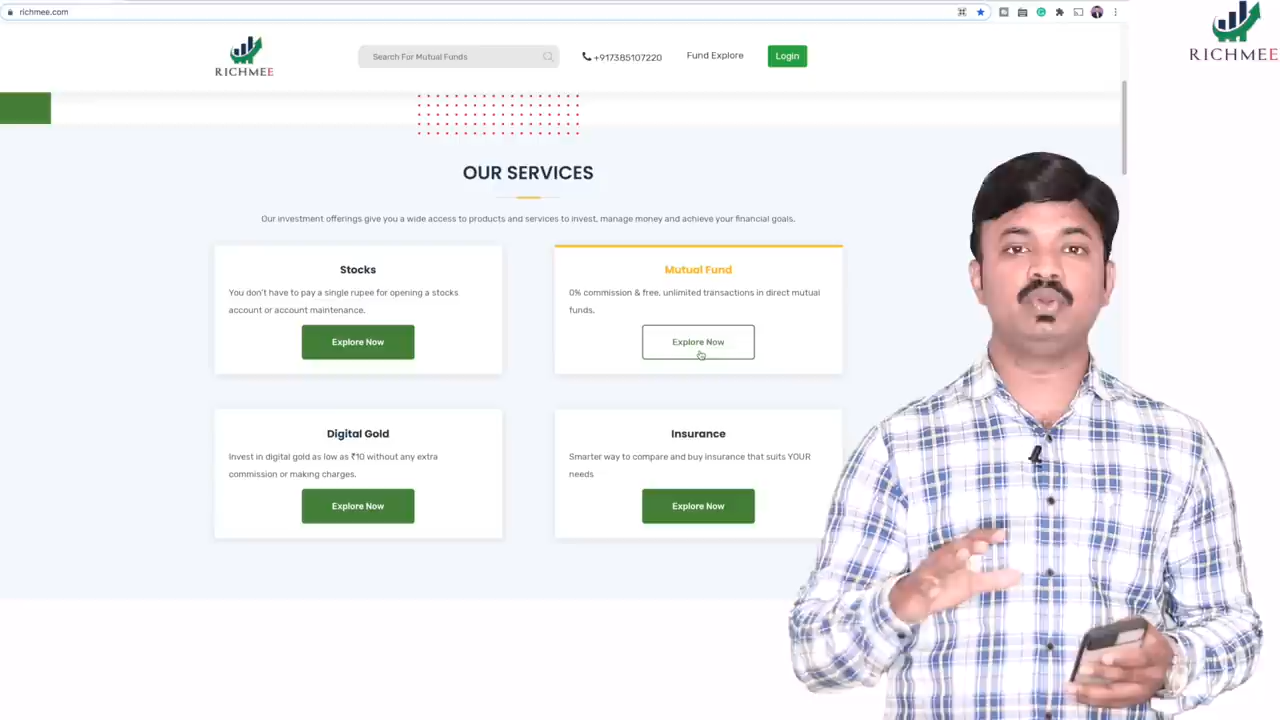 richmee.com
RICHMEE
RICHMEE
Search For Mutual Funds
+917385107220
Fund Explore
Login
OUR SERVICES
Our investment offerings give you a wide access to products and services to invest, manage money and achieve your financial goals.
Stocks
You don't have to pay a single rupee for opening a stocks
account or account maintenance.
Explore Now
Mutual Fund
0% commission & free, unlimited transactions in direct mutual
funds.
Explore Now
Digital Gold
Invest in digital gold as low as ₹10 without any extra
commission or making charges.
Explore Now
Insurance
Smarter way to compare and buy insurance that suits YOUR
needs
Explore Now